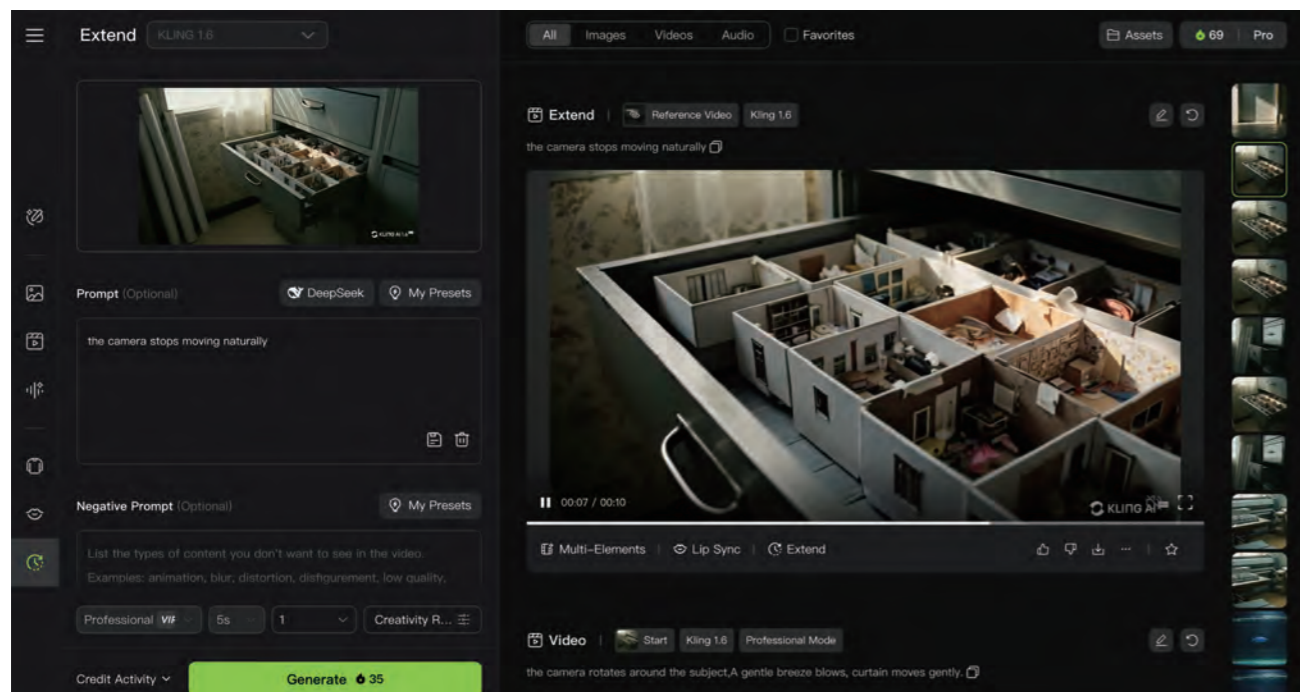 Extend KLING 1.6
KLING AI 1.6
Prompt (Optional) DeepSeek My Presets
the camera stops moving naturally
Negative Prompt (Optional) My Presets
List the types of content you don't want to see in the video.
Examples: animation, blur, distortion, disfigurement, low quality,
Professional VIP 5s 1 Creativity R...
Credit Activity Generate 35
All Images Videos Audio Favorites Assets 69 Pro
Extend Reference Video Kling 1.6
the camera stops moving naturally
00:07 / 00:10 KLING AI
Multi-Elements Lip Sync Extend
Video Start Kling 1.6 Professional Mode
the camera rotates around the subject,A gentle breeze blows, curtain moves gently.